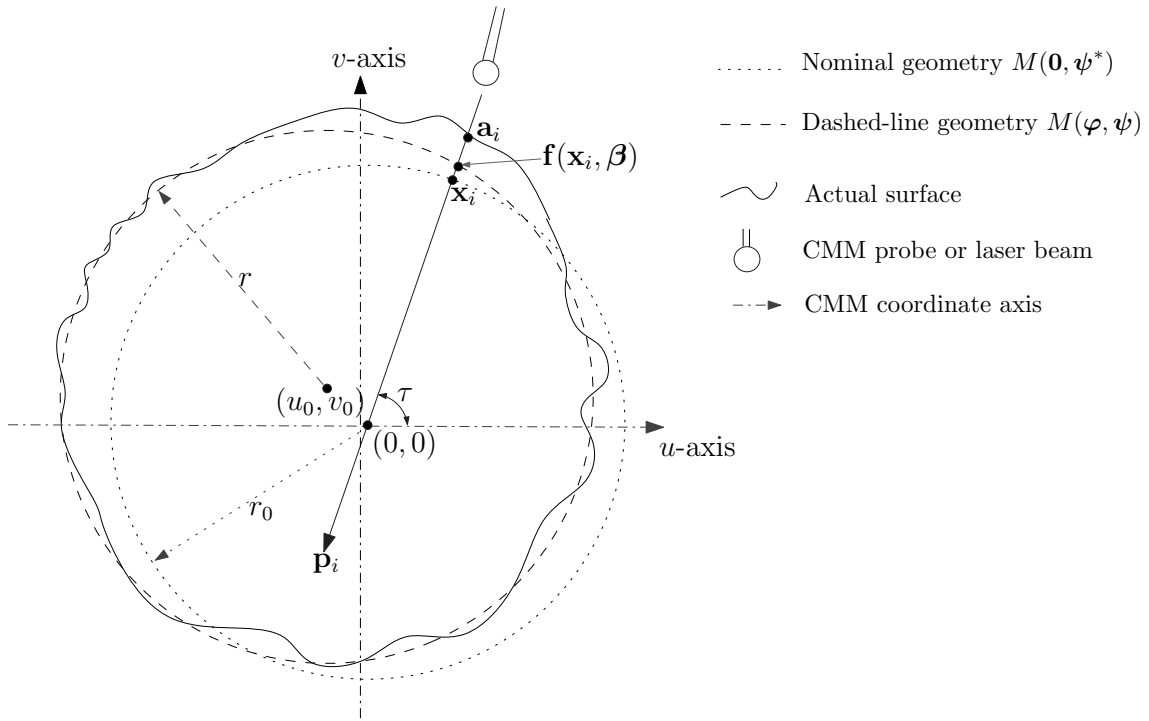 v-axis
a_i
f(x_i, β)
x_i
r
τ
(u_0, v_0)
(0, 0)
u-axis
r_0
p_i
Nominal geometry M(0, ψ*)
Dashed-line geometry M(φ, ψ)
Actual surface
CMM probe or laser beam
CMM coordinate axis